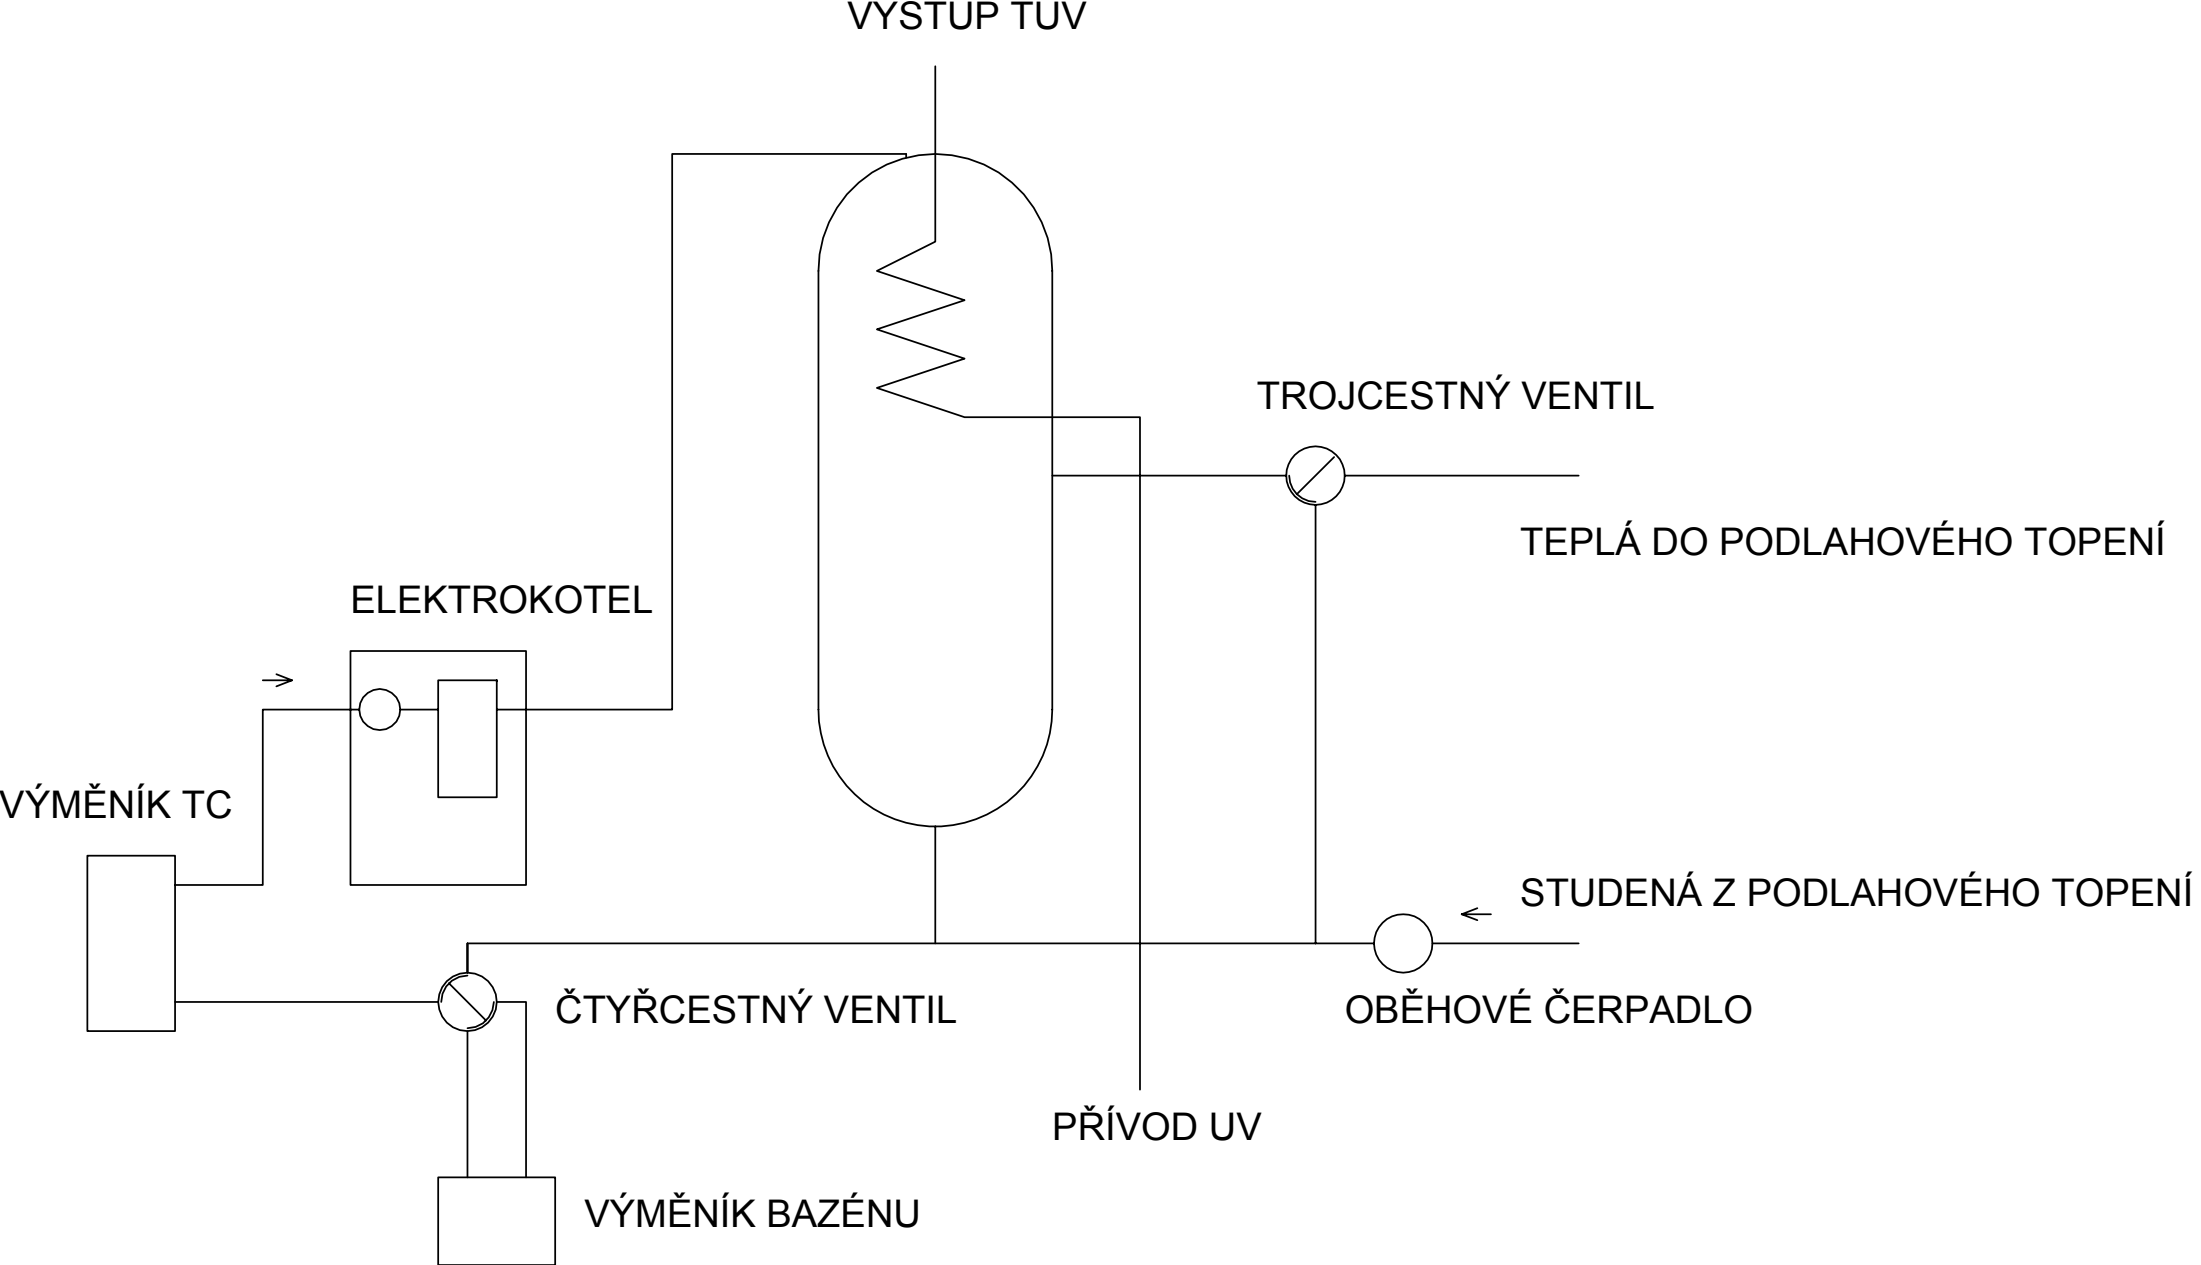 VÝSTUP TUV
TROJCESTNÝ VENTIL
TEPLÁ DO PODLAHOVÉHO TOPENÍ
ELEKTROKOTEL
VÝMĚNÍK TC
STUDENÁ Z PODLAHOVÉHO TOPENÍ
ČTYŘCESTNÝ VENTIL
OBĚHOVÉ ČERPADLO
PŘÍVOD UV
VÝMĚNÍK BAZÉNU